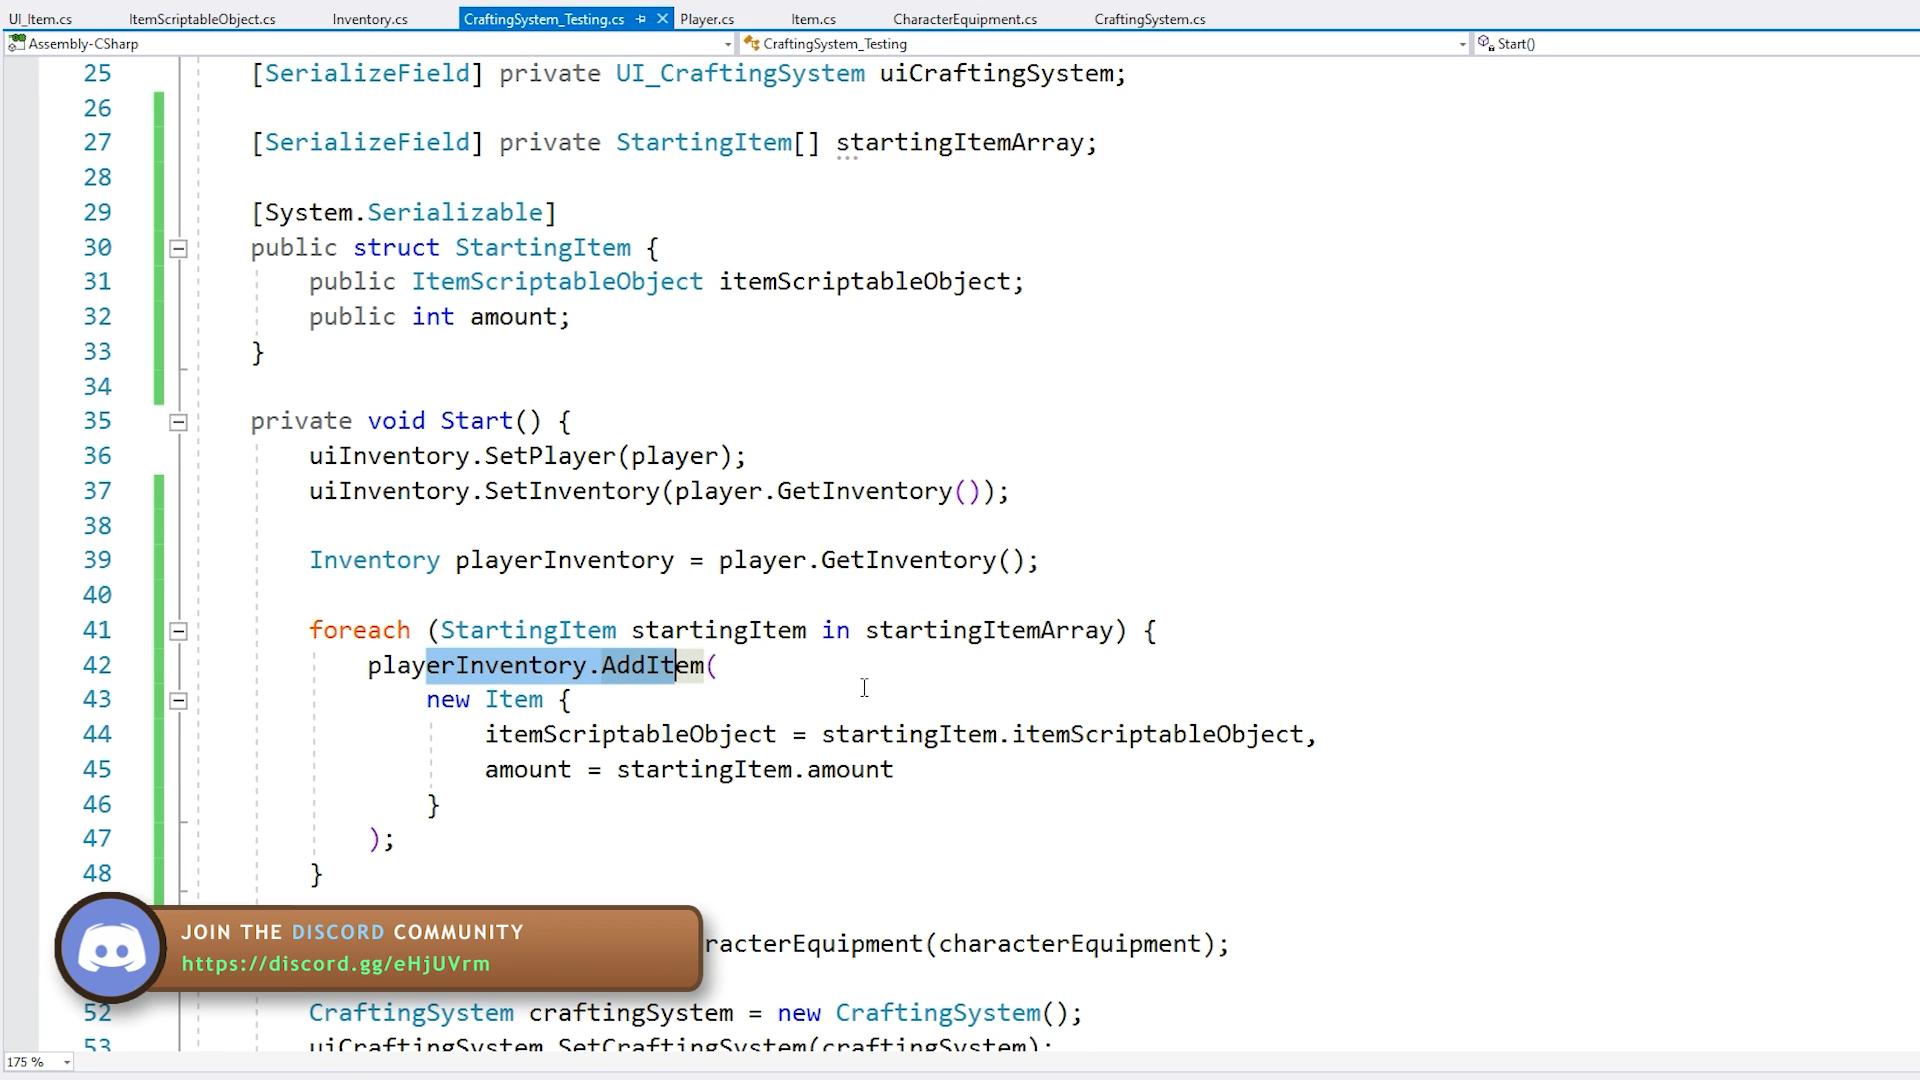 UI_Item.cs ItemScriptableObject.cs Inventory.cs CraftingSystem_Testing.cs Player.cs Item.cs CharacterEquipment.cs CraftingSystem.cs
Assembly-CSharp CraftingSystem_Testing Start()
25 [SerializeField] private UI_CraftingSystem uiCraftingSystem;
26
27 [SerializeField] private StartingItem[] startingItemArray;
28
29 [System.Serializable]
30 public struct StartingItem {
31 public ItemScriptableObject itemScriptableObject;
32 public int amount;
33 }
34
35 private void Start() {
36 uiInventory.SetPlayer(player);
37 uiInventory.SetInventory(player.GetInventory());
38
39 Inventory playerInventory = player.GetInventory();
40
41 foreach (StartingItem startingItem in startingItemArray) {
42 playerInventory.AddItem(
43 new Item {
44 itemScriptableObject = startingItem.itemScriptableObject,
45 amount = startingItem.amount
46 }
47 );
48 }
JOIN THE DISCORD COMMUNITY
https://discord.gg/eHjUVrm
racterEquipment(characterEquipment);
52 CraftingSystem craftingSystem = new CraftingSystem();
53 uiCraftingSystem.SetCraftingSystem(craftingSystem);
175 %